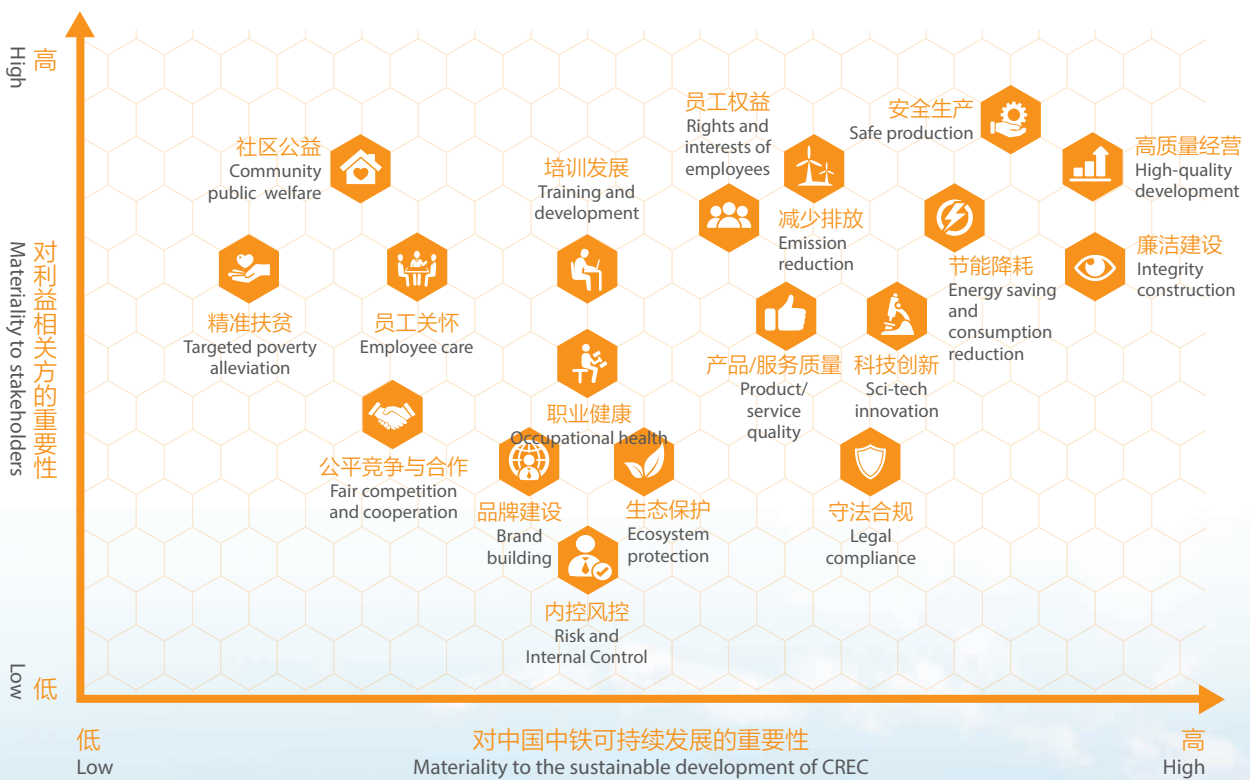 高
High
对利益相关方的重要性
Materiality to stakeholders
低
Low
社区公益
Community
public welfare
精准扶贫
Targeted poverty
alleviation
员工关怀
Employee care
公平竞争与合作
Fair competition
and cooperation
培训发展
Training and
development
职业健康
Occupational health
品牌建设
Brand
building
生态保护
Ecosystem
protection
内控风控
Risk and
Internal Control
员工权益
Rights and
interests of
employees
减少排放
Emission
reduction
产品/服务质量
Product/
service
quality
科技创新
Sci-tech
innovation
守法合规
Legal
compliance
安全生产
Safe production
节能降耗
Energy saving
and
consumption
reduction
高质量经营
High-quality
development
廉洁建设
Integrity
construction
低
Low
对中国中铁可持续发展的重要性
Materiality to the sustainable development of CREC
高
High